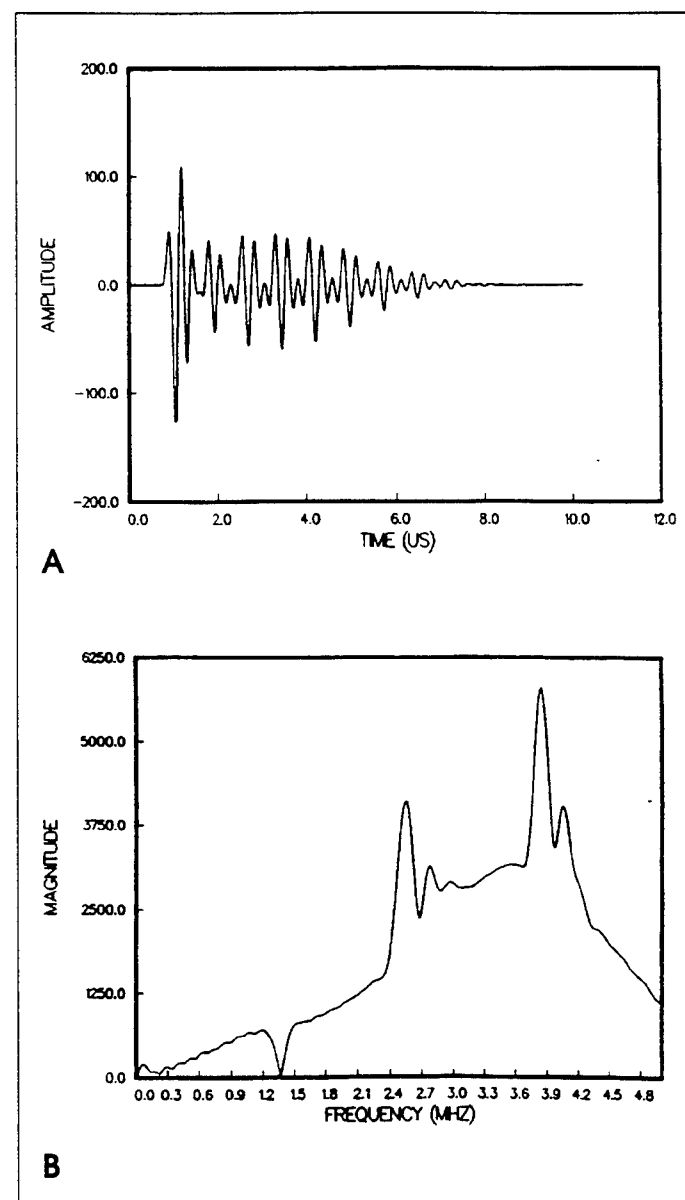 200.0
100.0
0.0
-100.0
-200.0
AMPLITUDE
0.0 2.0 4.0 6.0 8.0 10.0 12.0
TIME (US)
A
6250.0
5000.0
3750.0
2500.0
1250.0
0.0
MAGNITUDE
0.0 0.3 0.6 0.9 1.2 1.5 1.8 2.1 2.4 2.7 3.0 3.3 3.6 3.9 4.2 4.5 4.8
FREQUENCY (MHZ)
B